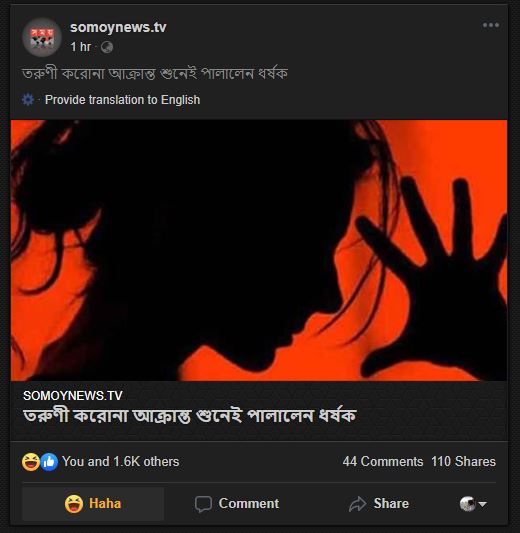 সময়
somoynews.tv
1 hr ·
তরুণী করোনা আক্রান্ত শুনেই পালালেন ধর্ষক
· Provide translation to English
SOMOYNEWS.TV
তরুণী করোনা আক্রান্ত শুনেই পালালেন ধর্ষক
You and 1.6K others 44 Comments 110 Shares
Haha Comment Share